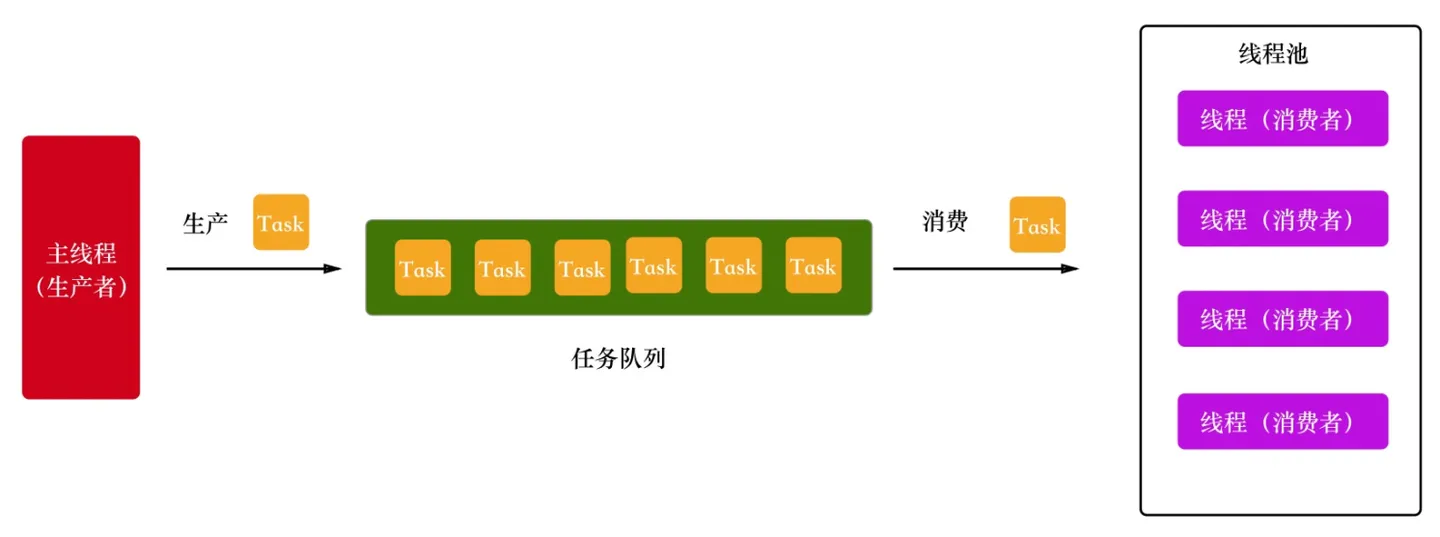 主线程
（生产者）
生产
Task
Task
Task
Task
Task
Task
Task
任务队列
消费
Task
线程池
线程（消费者）
线程（消费者）
线程（消费者）
线程（消费者）